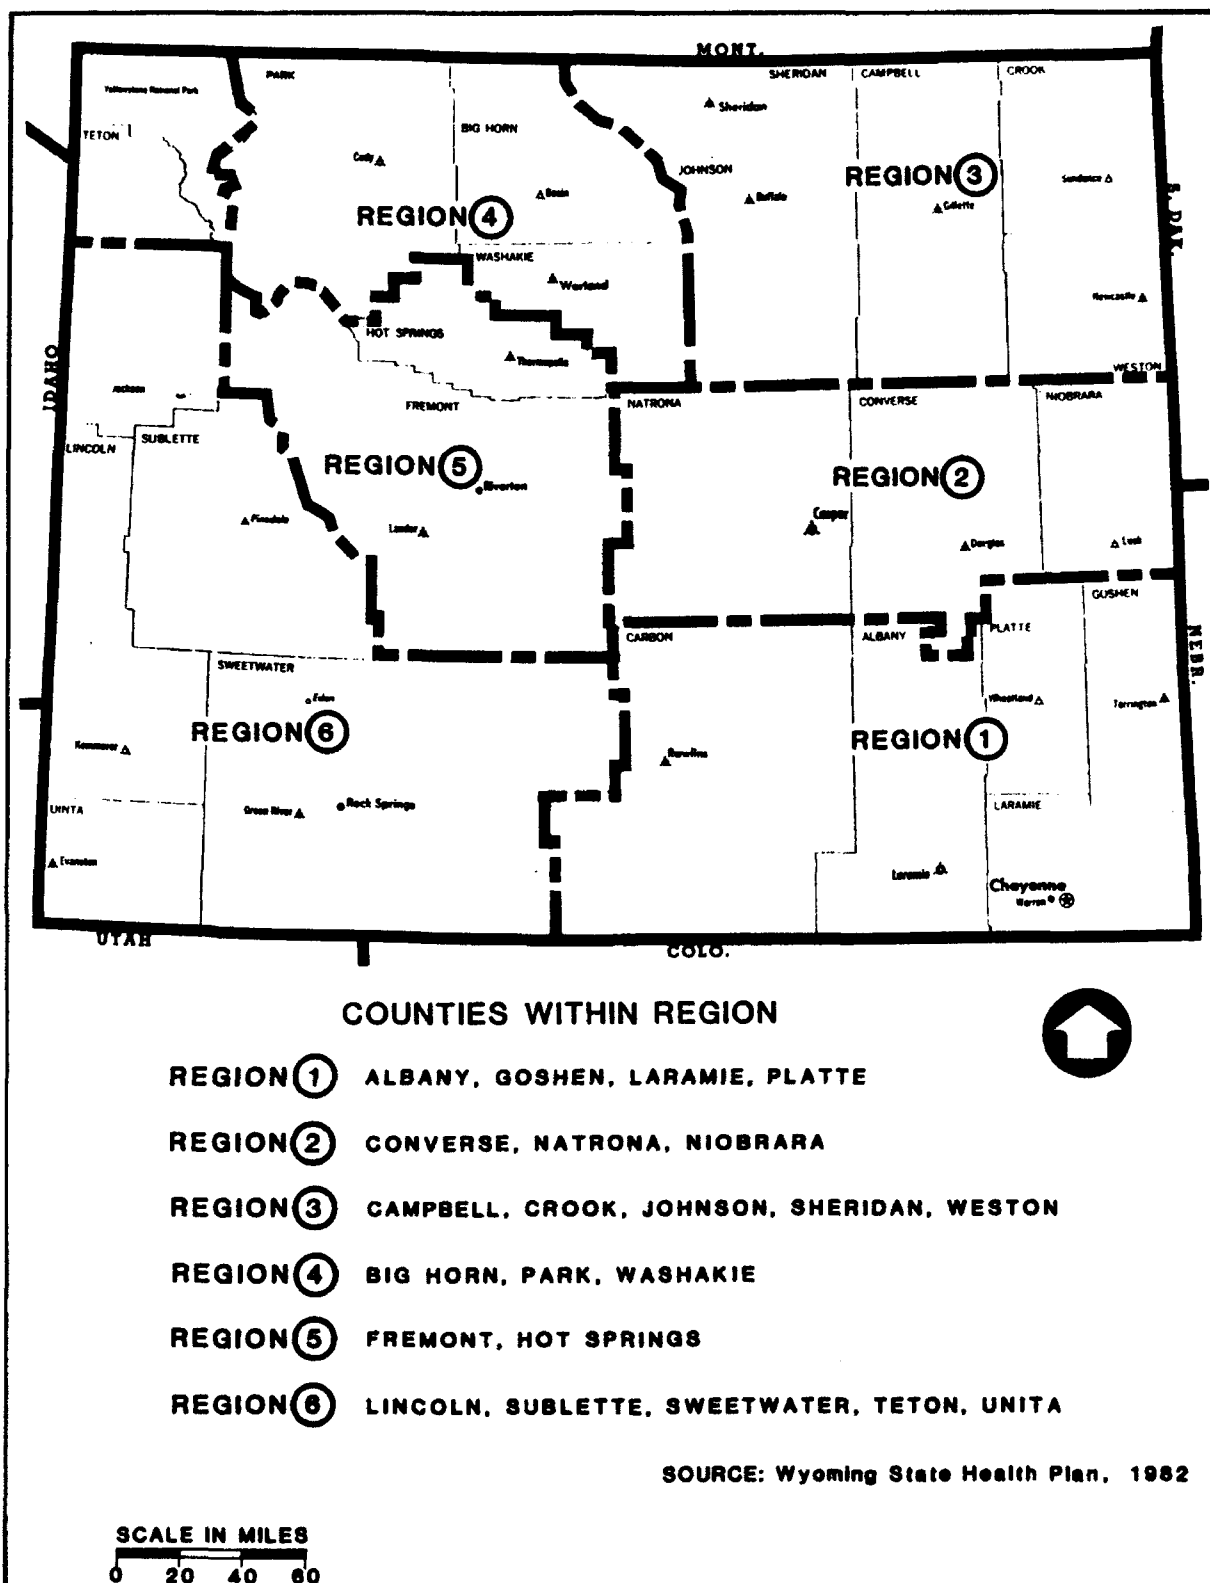 MONT.
PARK
SHERIDAN
CAMPBELL
CROOK
Yellowstone National Park
TETON
BIG HORN
Sheridan
Cody
JOHNSON
REGION 3
Sundance
Basin
Buffalo
Gillette
S. DAK.
REGION 4
WASHAKIE
Worland
Newcastle
HOT SPRINGS
Thermopolis
IDAHO
WESTON
Jackson
FREMONT
NATRONA
CONVERSE
NIOBRARA
LINCOLN
SUBLETTE
REGION 5
Riverton
REGION 2
Pinedale
Lander
Casper
Douglas
Lusk
GOSHEN
CARBON
ALBANY
PLATTE
NEBR.
SWEETWATER
Eden
Wheatland
Torrington
REGION 6
REGION 1
Kemmerer
Rawlins
UINTA
Green River
Rock Springs
LARAMIE
Evanston
Laramie
Cheyenne
Warren
UTAH
COLO.
COUNTIES WITHIN REGION
REGION 1 ALBANY, GOSHEN, LARAMIE, PLATTE
REGION 2 CONVERSE, NATRONA, NIOBRARA
REGION 3 CAMPBELL, CROOK, JOHNSON, SHERIDAN, WESTON
REGION 4 BIG HORN, PARK, WASHAKIE
REGION 5 FREMONT, HOT SPRINGS
REGION 6 LINCOLN, SUBLETTE, SWEETWATER, TETON, UNITA
SOURCE: Wyoming State Health Plan, 1982
SCALE IN MILES
0 20 40 60